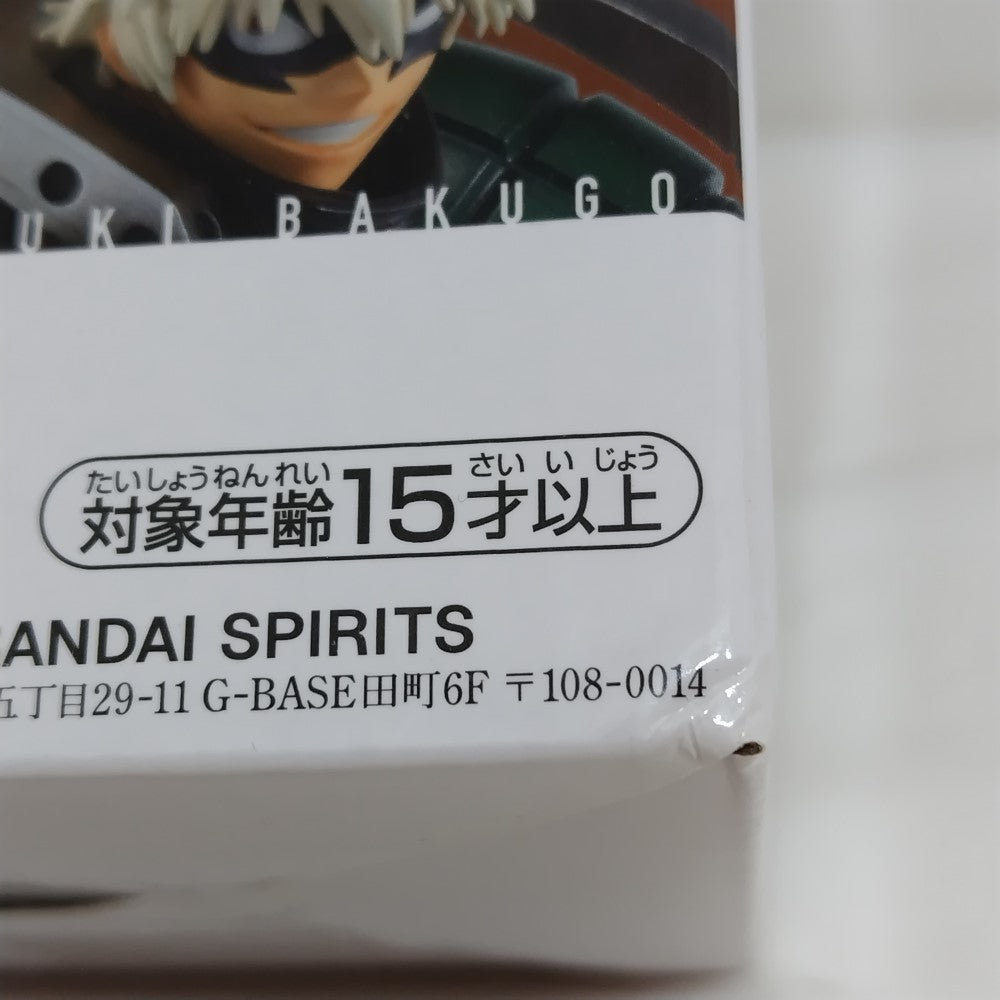 UKI BAKUGO
たいしょうねんれい さい い じょう
対象年齢15才以上
BANDAI SPIRITS
五丁目29-11 G-BASE田町6F 〒108-0014